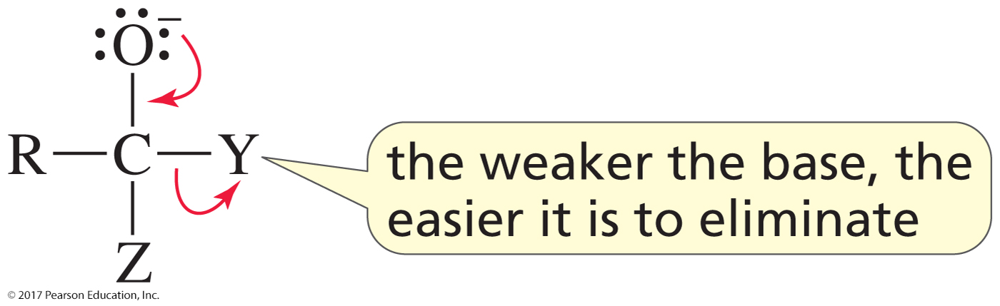 :O:–
R—C—Y
the weaker the base, the
easier it is to eliminate
Z
© 2017 Pearson Education, Inc.